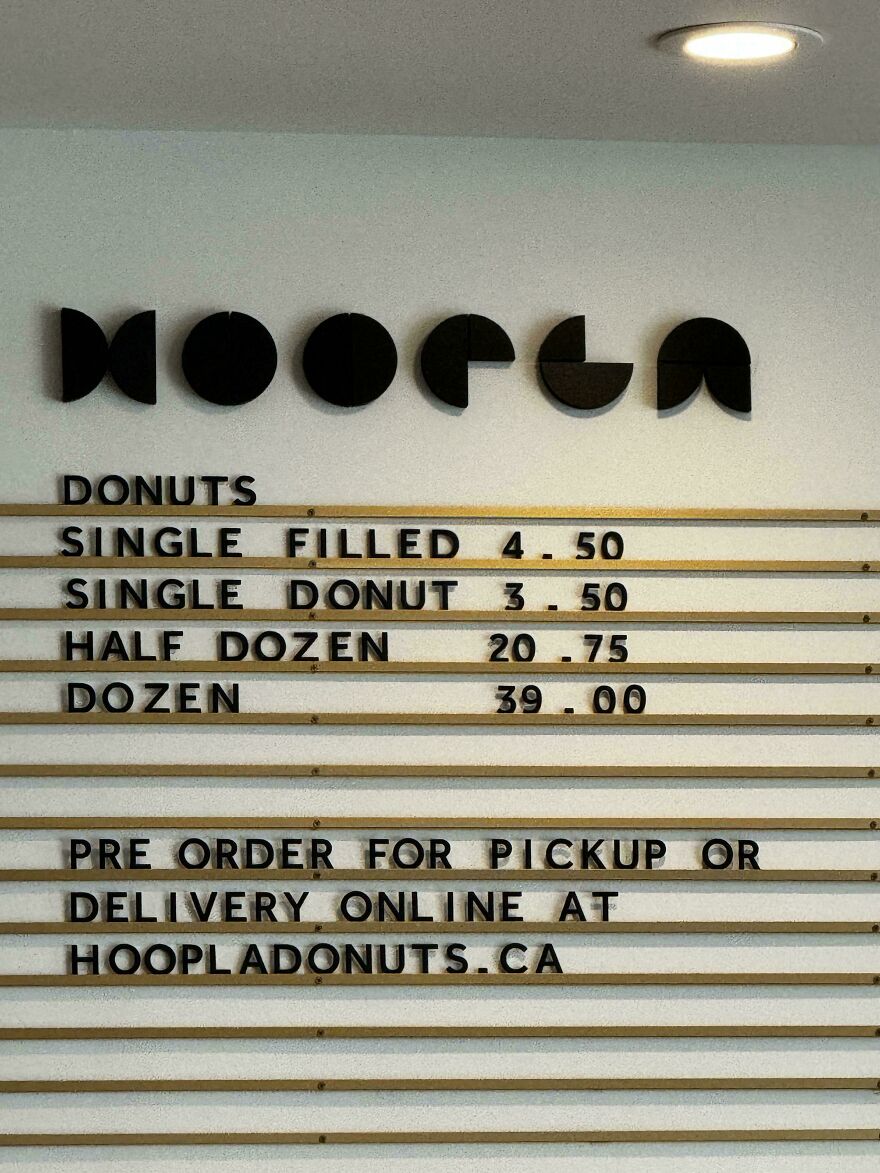 HOOPLA
DONUTS
SINGLE FILLED 4.50
SINGLE DONUT 3.50
HALF DOZEN 20.75
DOZEN 39.00
PRE ORDER FOR PICKUP OR
DELIVERY ONLINE AT
HOOPLADONUTS.CA